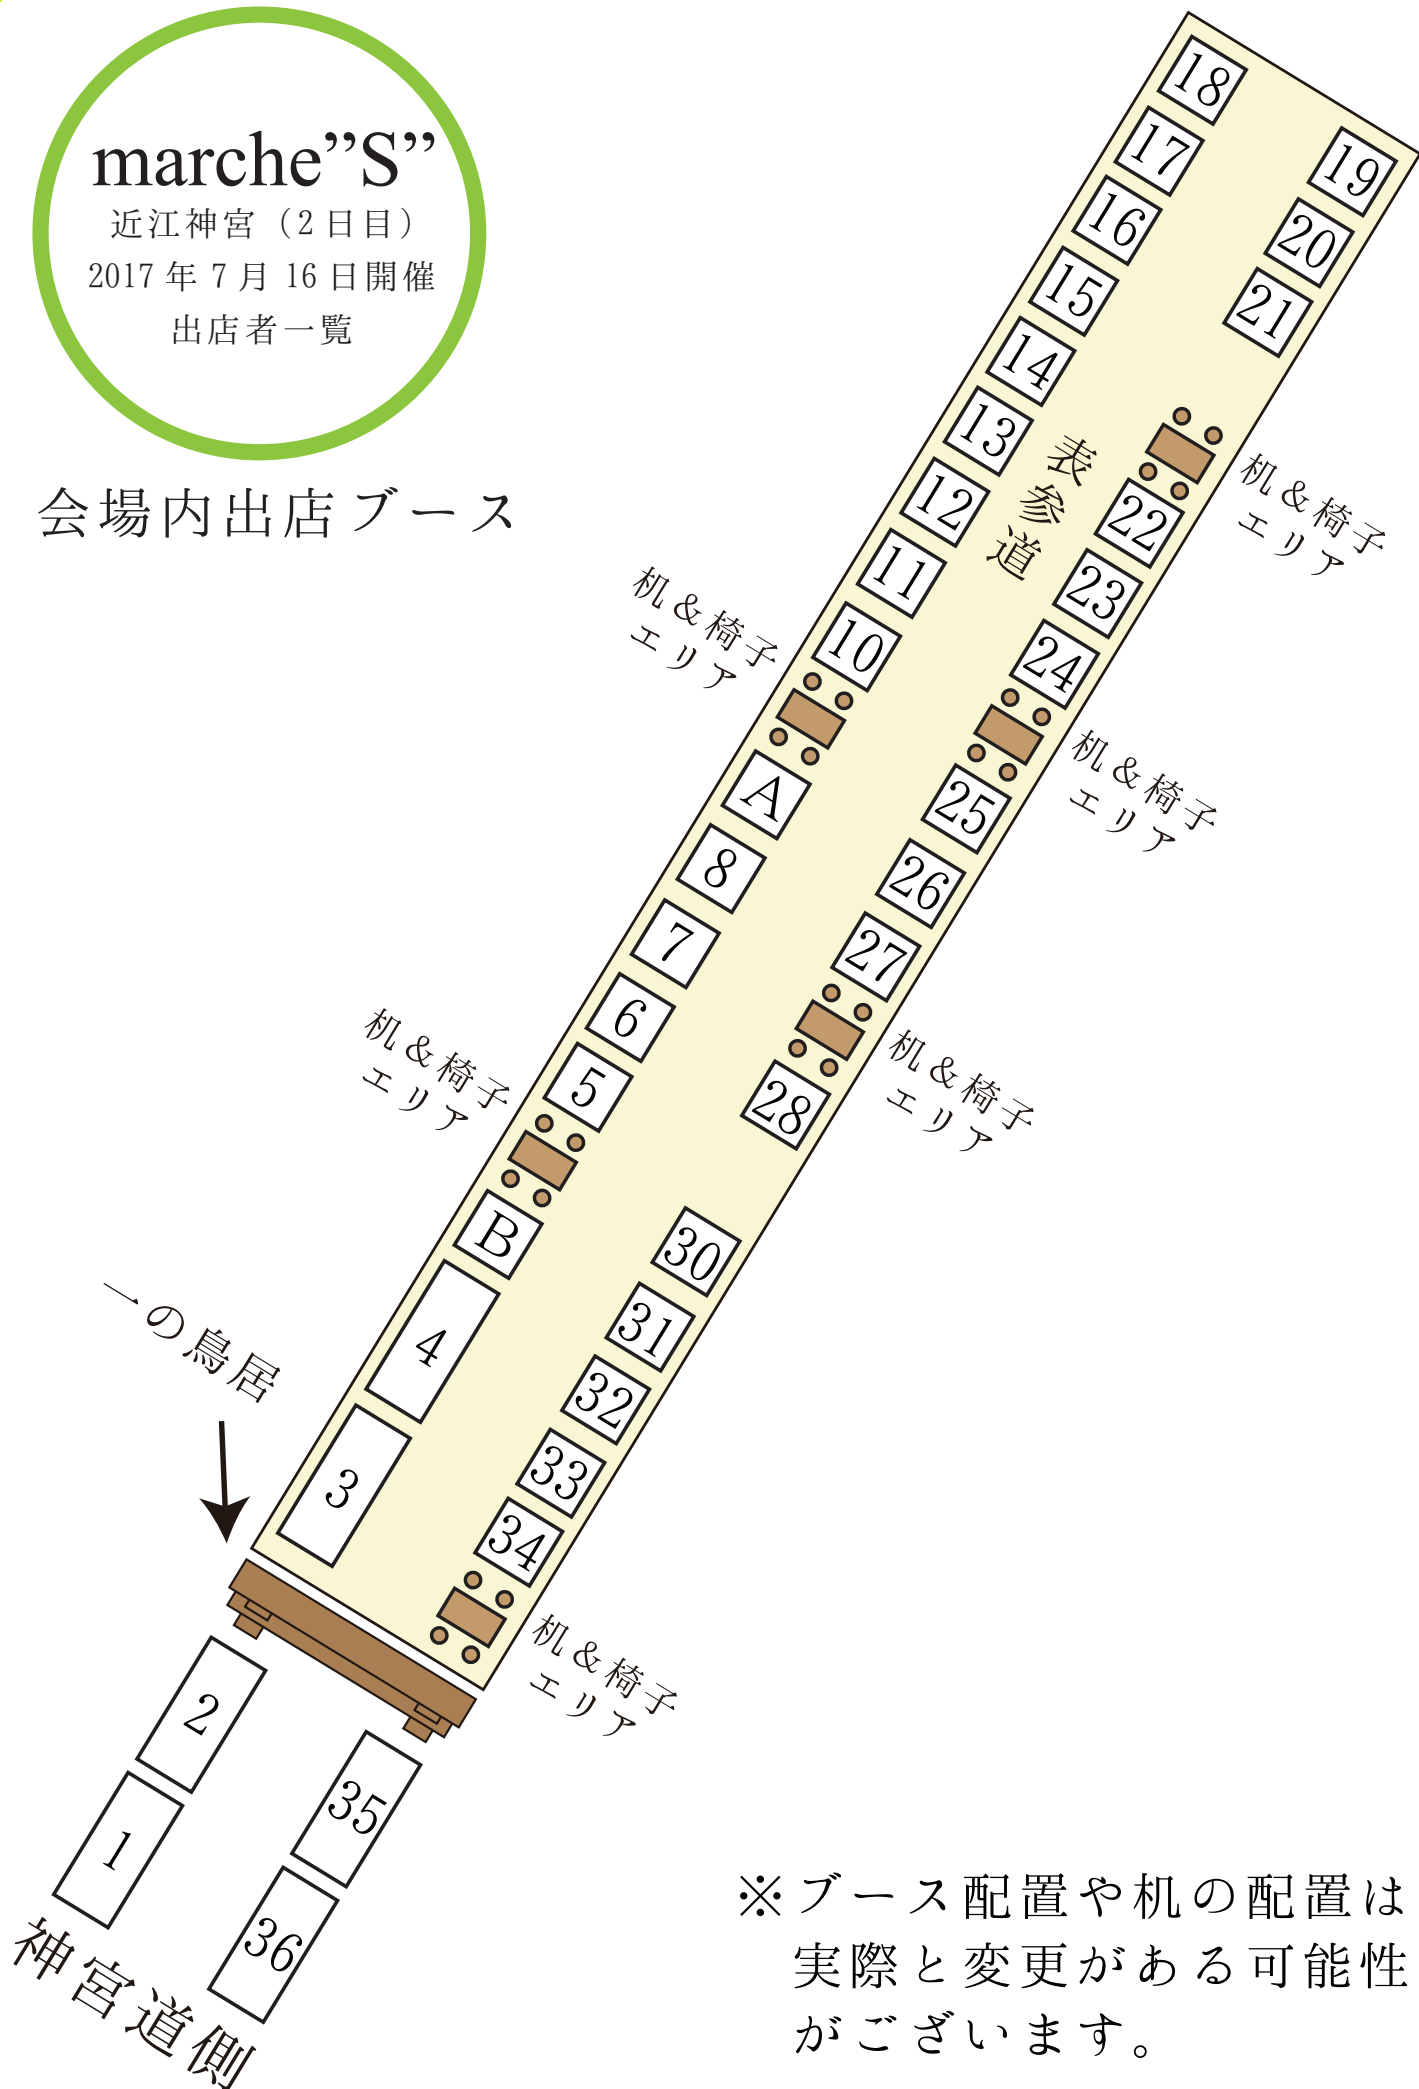 marche”S”
近江神宮（2日目）
2017年7月16日開催
出店者一覧
会場内出店ブース
18
17
16
15
14
13
12
11
10
机＆椅子
エリア
A
8
7
6
5
机＆椅子
エリア
B
4
3
一の鳥居
2
1
表参道
19
20
21
机＆椅子
エリア
22
23
24
机＆椅子
エリア
25
26
27
机＆椅子
エリア
28
30
31
32
33
34
机＆椅子
エリア
35
36
神宮道側
※ブース配置や机の配置は
実際と変更がある可能性
がございます。